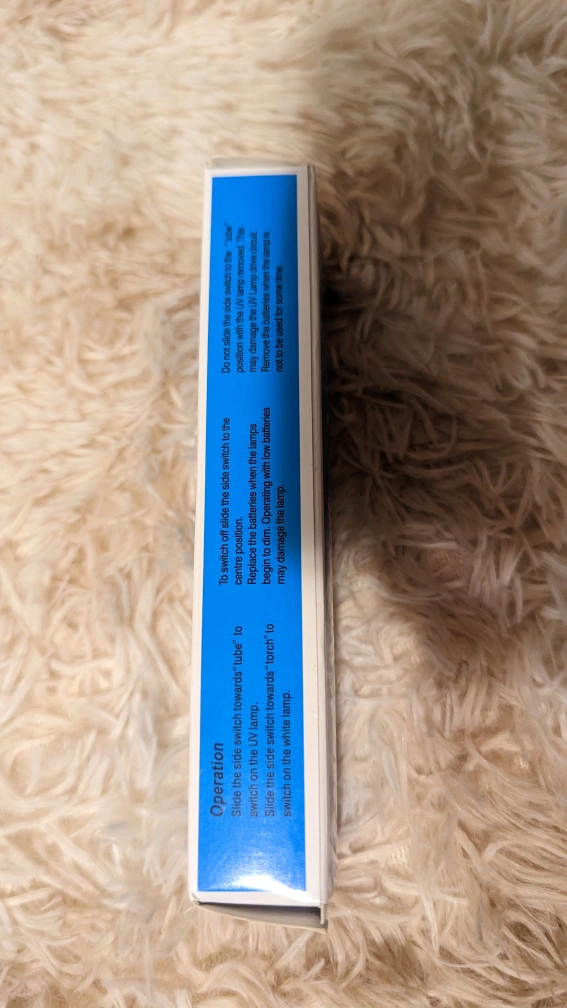 Operation
Slide the side switch towards "tube" to
switch on the UV lamp.
Slide the side switch towards "torch" to
switch on the white lamp.
To switch off slide the side switch to the
centre position.
Replace the batteries when the lamps
begin to dim. Operating with low batteries
may damage the lamp.
Do not slide the side switch to the "tube"
position with the UV lamp removed. This
may damage the UV Lamp drive circuit.
Remove the batteries when the lamp is
not to be used for some time.